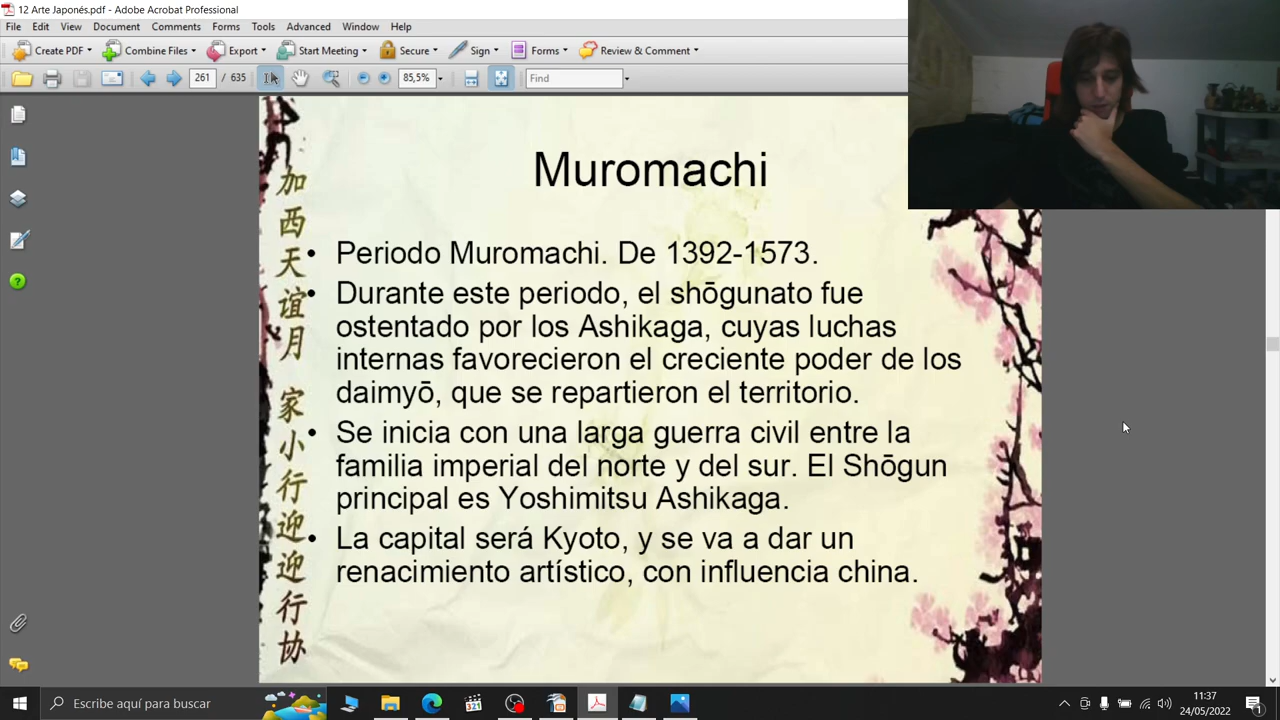 12 Arte Japonés.pdf - Adobe Acrobat Professional
File Edit View Document Comments Forms Tools Advanced Window Help
Create PDF Combine Files Export Start Meeting Secure Sign Forms Review & Comment
261 / 635 85,5% Find
Muromachi
• Periodo Muromachi. De 1392-1573.
• Durante este periodo, el shōgunato fue
ostentado por los Ashikaga, cuyas luchas
internas favorecieron el creciente poder de los
daimyō, que se repartieron el territorio.
• Se inicia con una larga guerra civil entre la
familia imperial del norte y del sur. El Shōgun
principal es Yoshimitsu Ashikaga.
• La capital será Kyoto, y se va a dar un
renacimiento artístico, con influencia china.
加
西
天
谊
月
家
小
行
迎
迎
行
协
Escribe aquí para buscar
321
11:37
24/05/2022
1